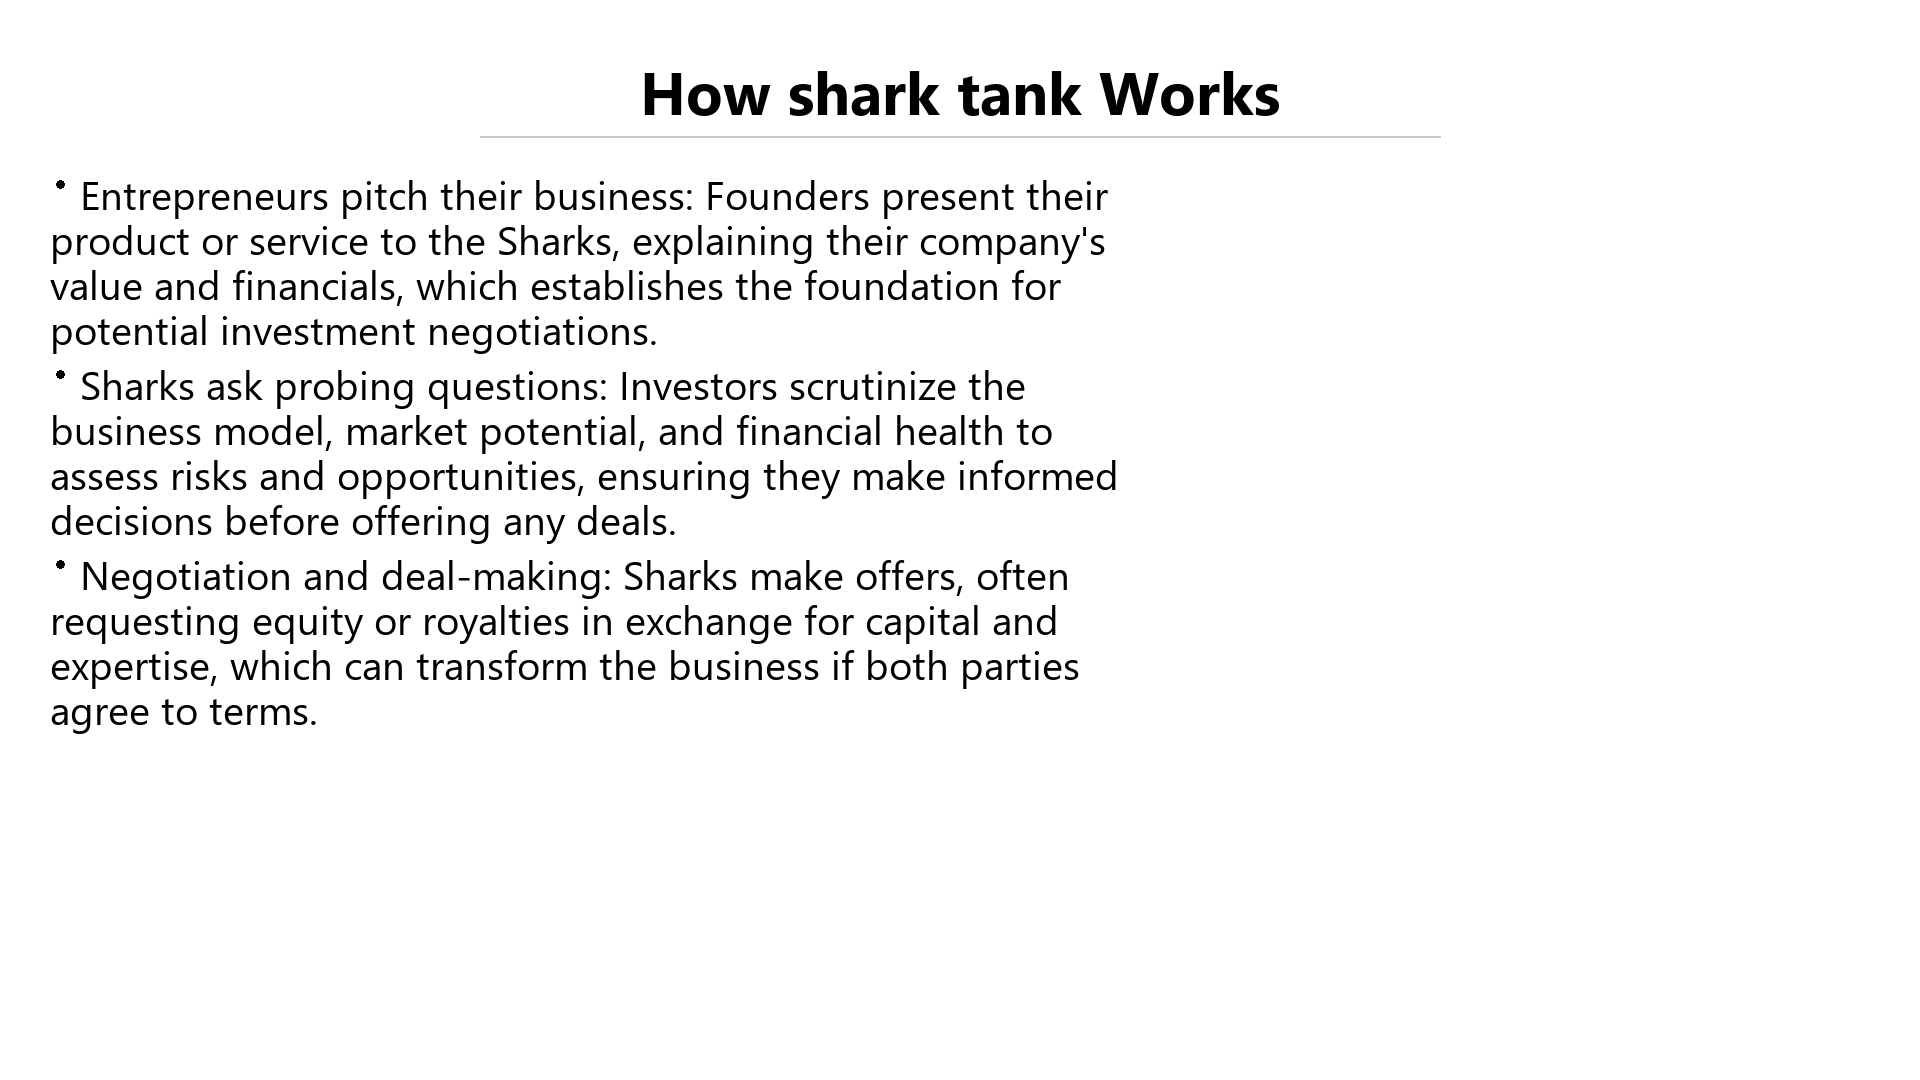 How shark tank Works
• Entrepreneurs pitch their business: Founders present their
product or service to the Sharks, explaining their company's
value and financials, which establishes the foundation for
potential investment negotiations.
• Sharks ask probing questions: Investors scrutinize the
business model, market potential, and financial health to
assess risks and opportunities, ensuring they make informed
decisions before offering any deals.
• Negotiation and deal-making: Sharks make offers, often
requesting equity or royalties in exchange for capital and
expertise, which can transform the business if both parties
agree to terms.